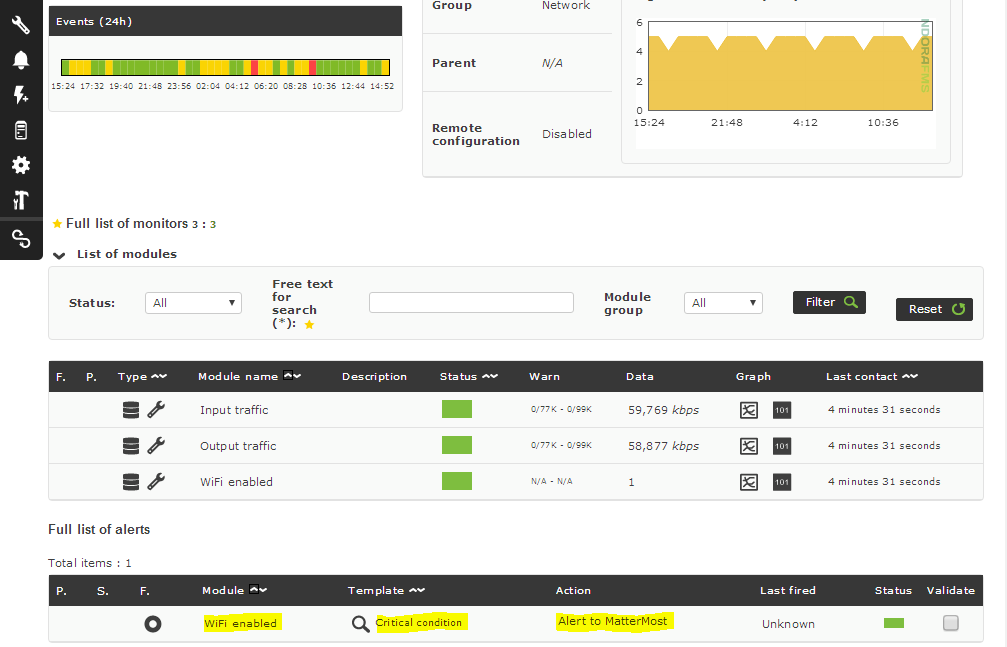 Group Network
Events (24h)
Parent N/A
15:24 17:32 19:40 21:48 23:56 02:04 04:12 06:20 08:28 10:36 12:44 14:52
Remote
configuration Disabled
6
4
2
0
15:24 21:48 4:12 10:36
NDORAFMS
Full list of monitors 3 : 3
List of modules
Status: All
Free text
for
search
(*):
Module
group All
Filter
Reset
F. P. Type Module name Description Status Warn Data Graph Last contact
Input traffic 0/77K - 0/99K 59,769 kbps 101 4 minutes 31 seconds
Output traffic 0/77K - 0/99K 58,877 kbps 101 4 minutes 31 seconds
WiFi enabled N/A - N/A 1 101 4 minutes 31 seconds
Full list of alerts
Total items : 1
P. S. F. Module Template Action Last fired Status Validate
WiFi enabled Critical condition Alert to MatterMost Unknown